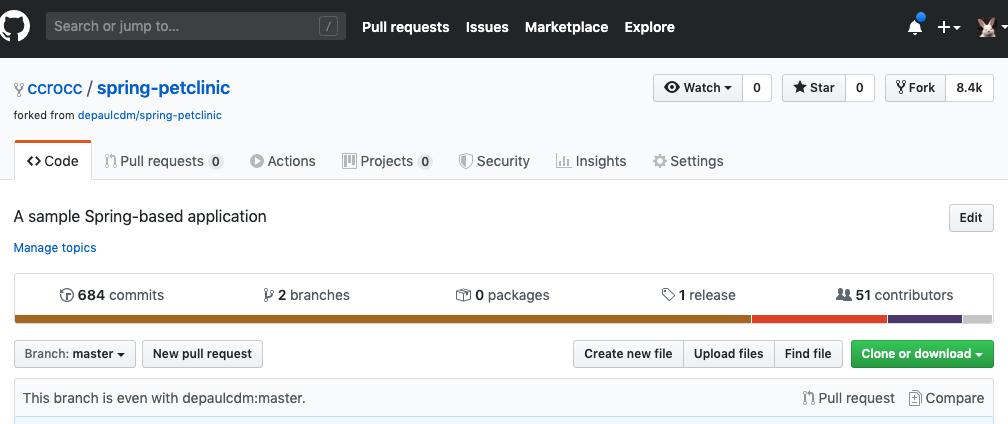 Search or jump to... / Pull requests Issues Marketplace Explore
ccrocc / spring-petclinic Watch 0 Star 0 Fork 8.4k
forked from depaulcdm/spring-petclinic
Code Pull requests 0 Actions Projects 0 Security Insights Settings
A sample Spring-based application Edit
Manage topics
684 commits 2 branches 0 packages 1 release 51 contributors
Branch: master New pull request Create new file Upload files Find file Clone or download
This branch is even with depaulcdm:master. Pull request Compare